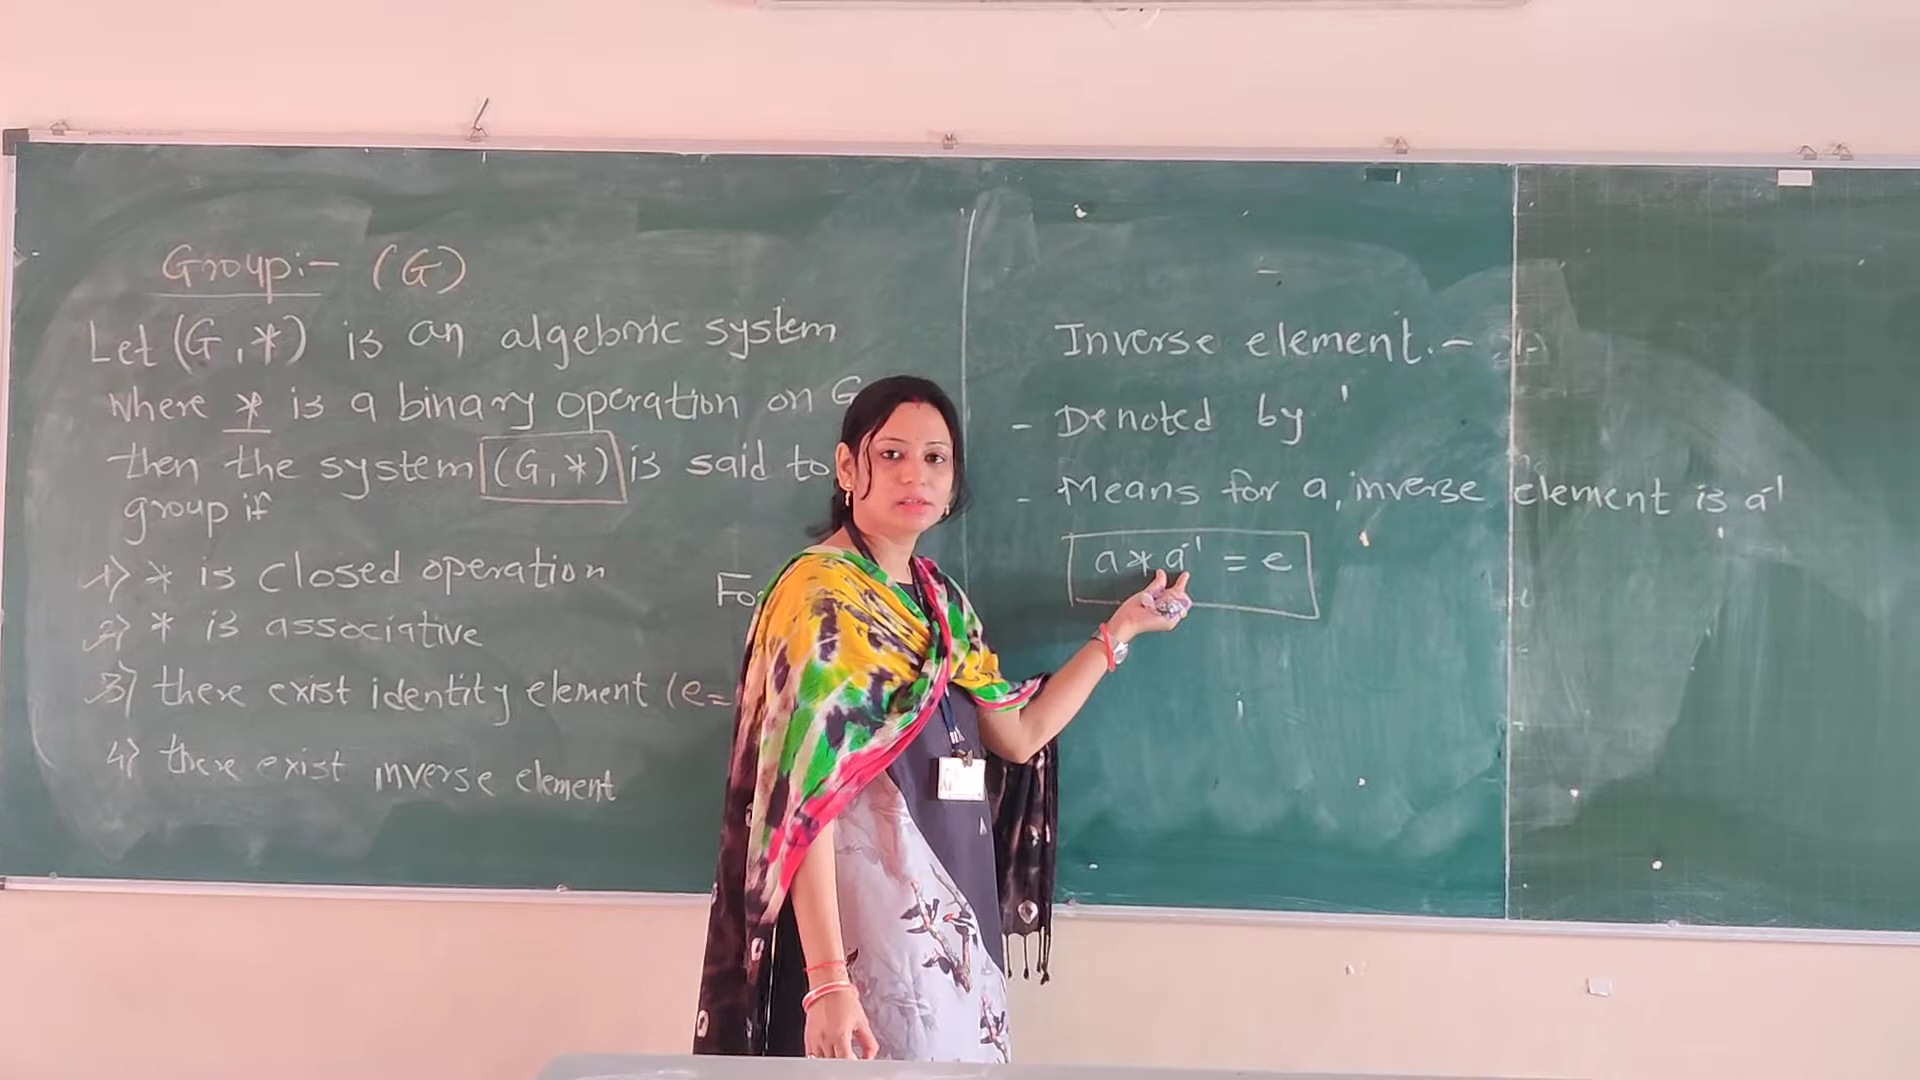 Group:- (G)
Let (G, *) is an algebric system
where * is a binary operation on G
then the system (G, *) is said to
group if
1) * is closed operation
2) * is associative
3) there exist identity element (e=
4) there exist inverse element
Inverse element:-
- Denoted by '
- Means for a, inverse element is a⁻¹
a * a⁻¹ = e